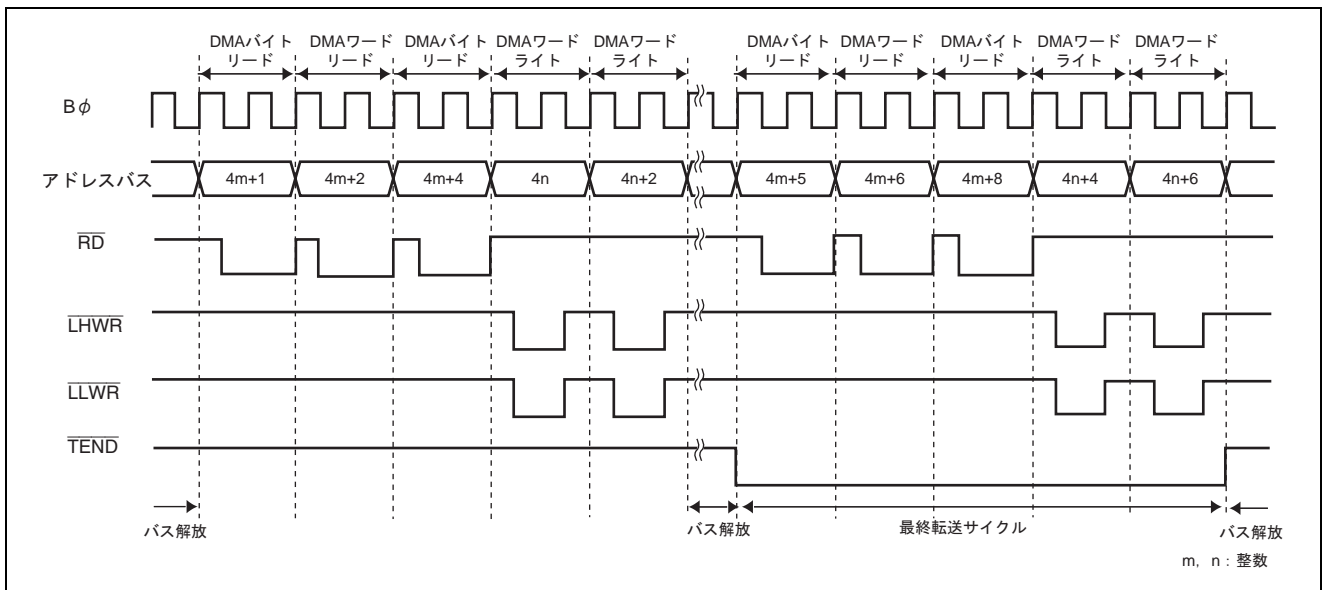 DMAバイト DMAワード DMAバイト DMAワード DMAワード DMAバイト DMAワード DMAバイト DMAワード DMAワード
リード リード リード ライト ライト リード リード リード ライト ライト
Bφ
アドレスバス 4m+1 4m+2 4m+4 4n 4n+2 4m+5 4m+6 4m+8 4n+4 4n+6
RD
LHWR
LLWR
TEND
バス解放 バス解放 最終転送サイクル バス解放
m, n : 整数